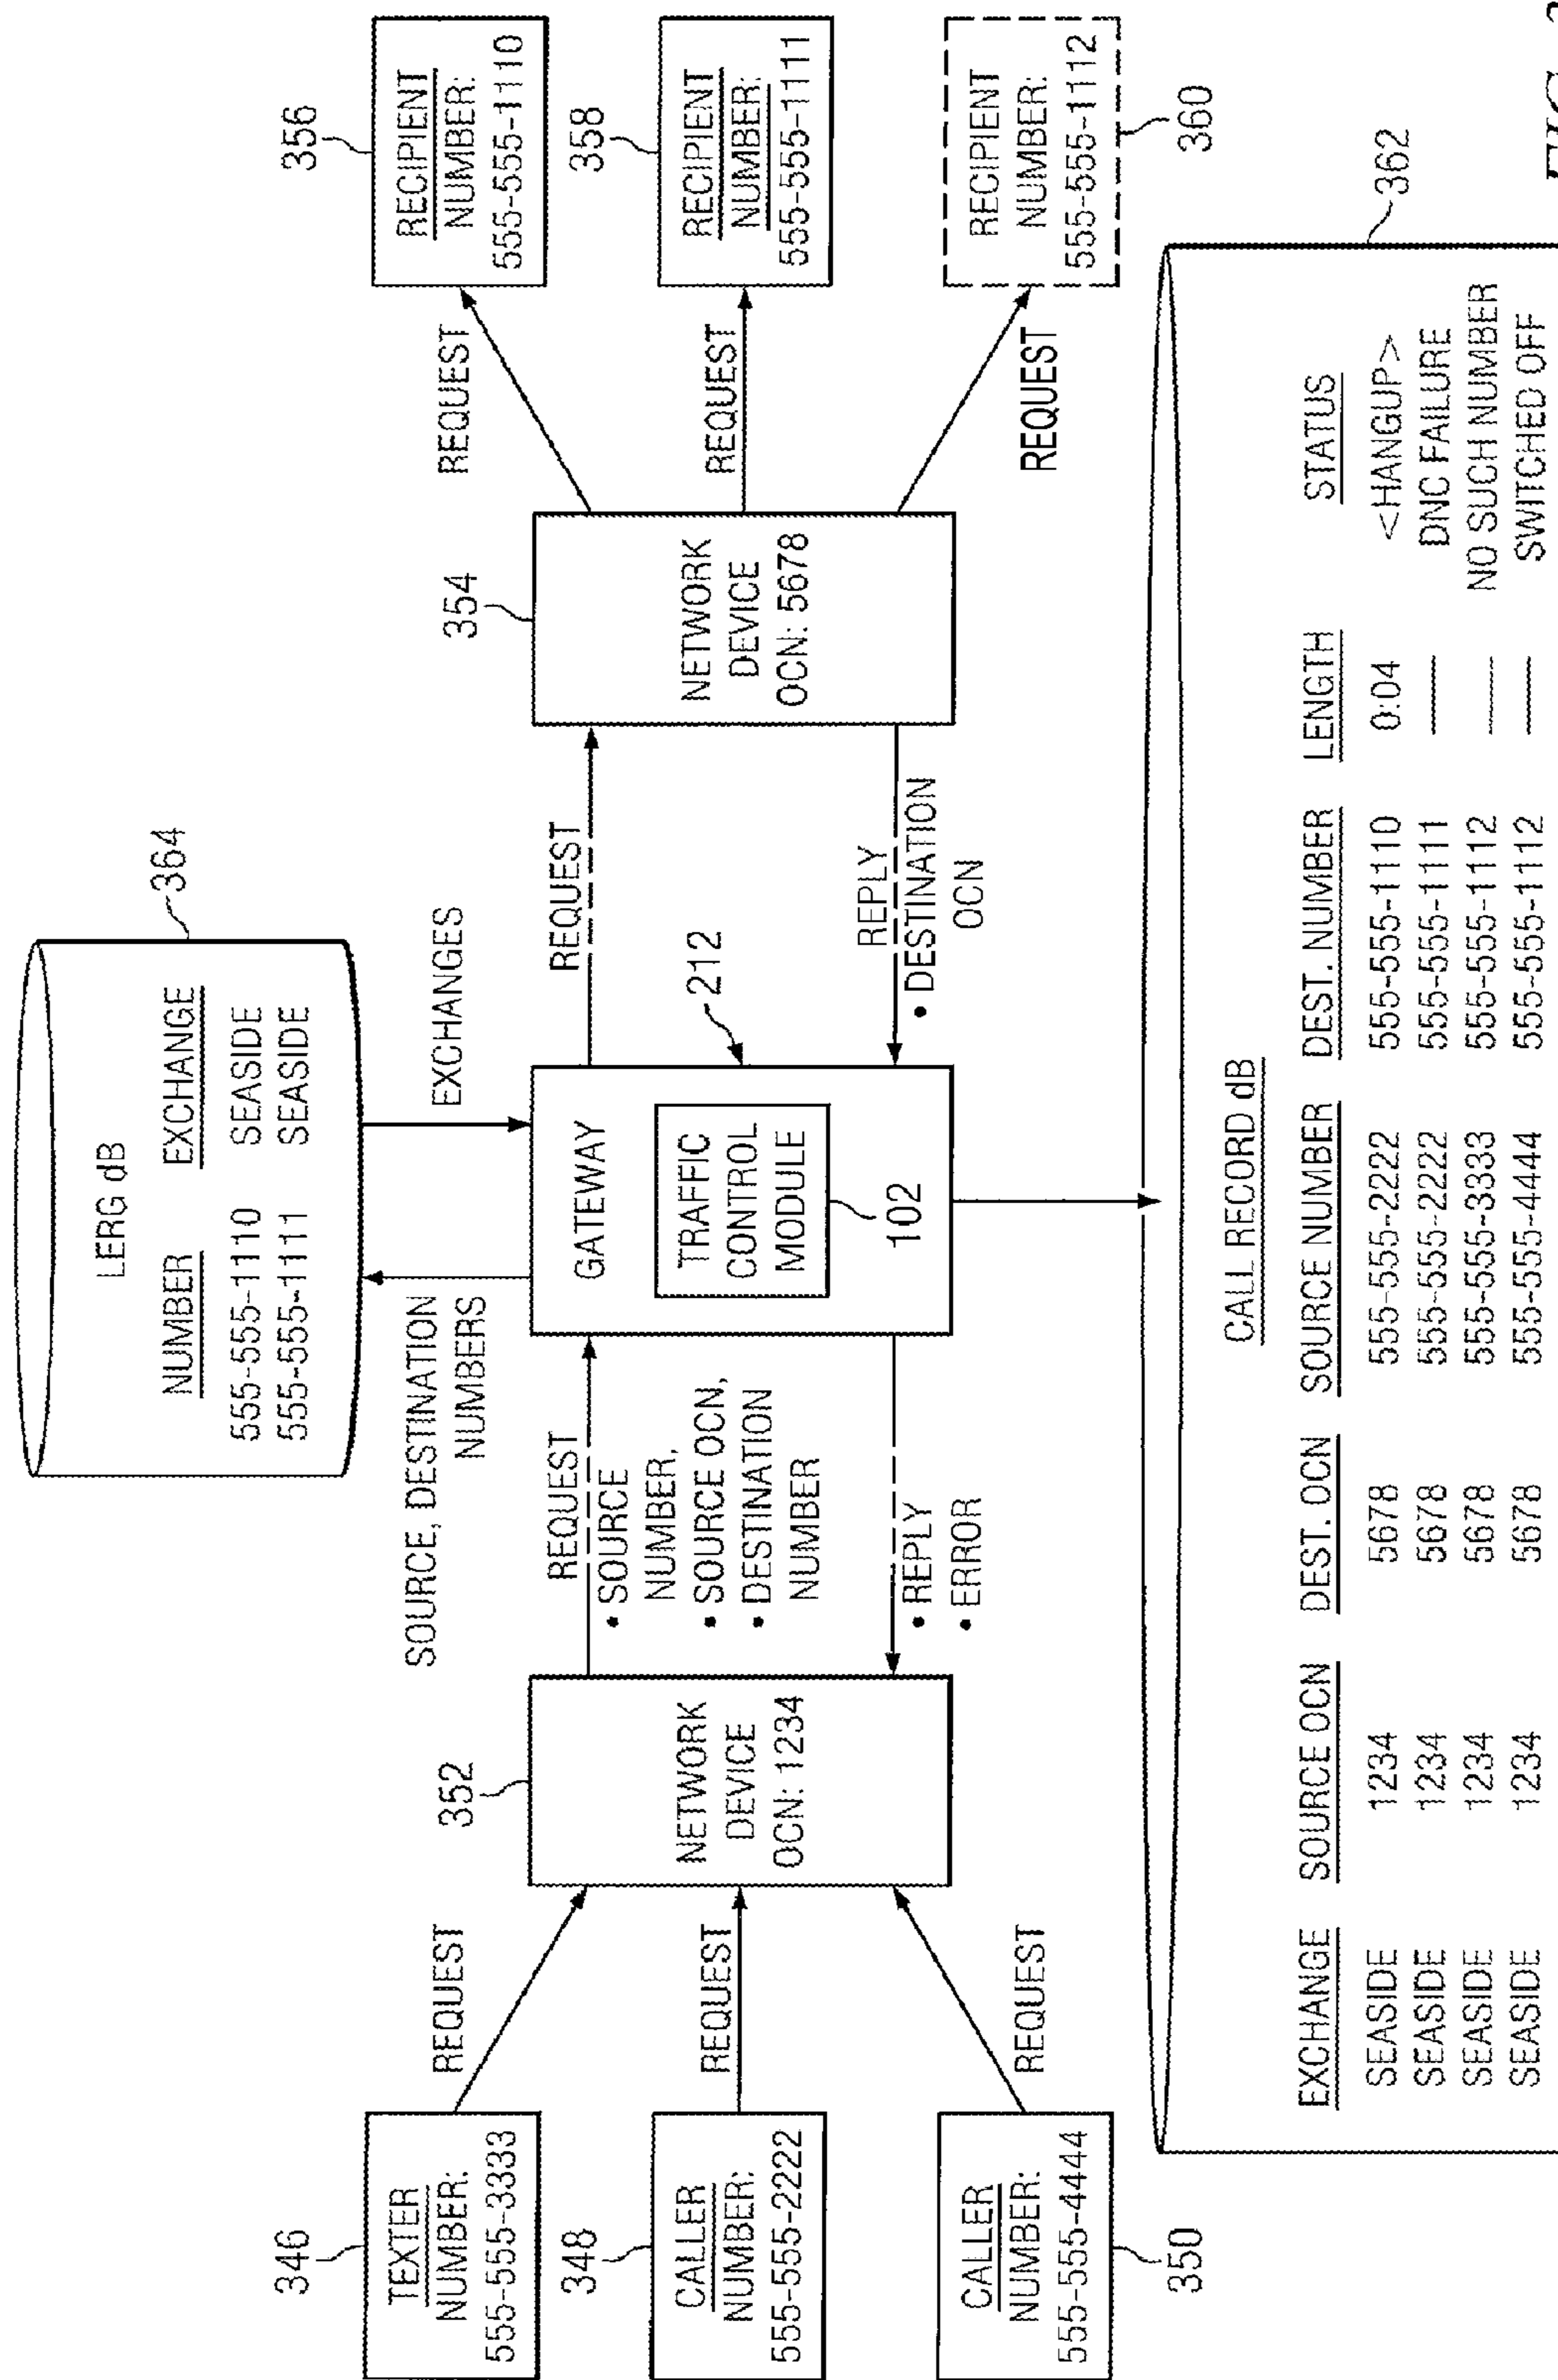 LERG dB
364
NUMBER EXCHANGE
555-555-1110 SEASIDE
555-555-1111 SEASIDE
SOURCE, DESTINATION
NUMBERS
EXCHANGES
346
TEXTER
NUMBER:
555-555-3333
REQUEST
348
CALLER
NUMBER:
555-555-2222
REQUEST
CALLER
NUMBER:
555-555-4444
350
REQUEST
352
NETWORK
DEVICE
OCN: 1234
REQUEST
• SOURCE
NUMBER,
• SOURCE OCN,
• DESTINATION
NUMBER
• REPLY
• ERROR
GATEWAY
212
TRAFFIC
CONTROL
MODULE
102
REQUEST
REPLY
• DESTINATION
OCN
354
NETWORK
DEVICE
OCN: 5678
REQUEST
356
RECIPIENT
NUMBER:
555-555-1110
REQUEST
358
RECIPIENT
NUMBER:
555-555-1111
REQUEST
RECIPIENT
NUMBER:
555-555-1112
360
362
CALL RECORD dB
EXCHANGE SOURCE OCN DEST. OCN SOURCE NUMBER DEST. NUMBER LENGTH STATUS
SEASIDE 1234 5678 555-555-2222 555-555-1110 0:04 <HANGUP>
SEASIDE 1234 5678 555-555-2222 555-555-1111 — DNC FAILURE
SEASIDE 1234 5678 555-555-3333 555-555-1112 — NO SUCH NUMBER
SEASIDE 1234 5678 555-555-4444 555-555-1112 — SWITCHED OFF
FIG.